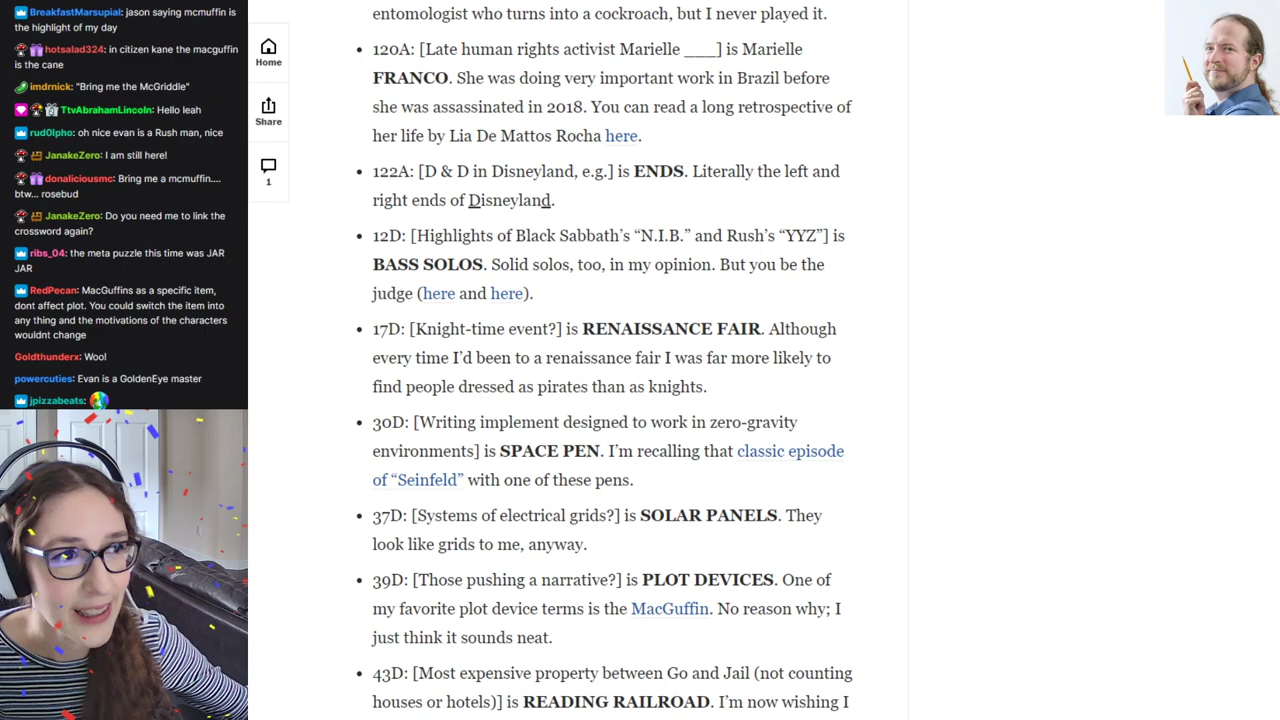 BreakfastMarsupial: jason saying mcmuffin is
the highlight of my day
hotsalad324: in citizen kane the macguffin
is the cane
imdrnick: "Bring me the McGriddle"
TtvAbrahamLincoln: Hello leah
rud0lpho: oh nice evan is a Rush man, nice
JanakeZero: I am still here!
donaliciousmc: Bring me a mcmuffin....
btw... rosebud
JanakeZero: Do you need me to link the
crossword again?
ribs_04: the meta puzzle this time was JAR
JAR
RedPecan: MacGuffins as a specific item,
dont affect plot. You could switch the item into
any thing and the motivations of the characters
wouldnt change
Goldthunderx: Woo!
powercuties: Evan is a GoldenEye master
jpizzabeats:
Home
Share
1
entomologist who turns into a cockroach, but I never played it.
• 120A: [Late human rights activist Marielle ___] is Marielle
FRANCO. She was doing very important work in Brazil before
she was assassinated in 2018. You can read a long retrospective of
her life by Lia De Mattos Rocha here.
• 122A: [D & D in Disneyland, e.g.] is ENDS. Literally the left and
right ends of Disneyland.
• 12D: [Highlights of Black Sabbath’s “N.I.B.” and Rush’s “YYZ”] is
BASS SOLOS. Solid solos, too, in my opinion. But you be the
judge (here and here).
• 17D: [Knight-time event?] is RENAISSANCE FAIR. Although
every time I’d been to a renaissance fair I was far more likely to
find people dressed as pirates than as knights.
• 30D: [Writing implement designed to work in zero-gravity
environments] is SPACE PEN. I’m recalling that classic episode
of “Seinfeld” with one of these pens.
• 37D: [Systems of electrical grids?] is SOLAR PANELS. They
look like grids to me, anyway.
• 39D: [Those pushing a narrative?] is PLOT DEVICES. One of
my favorite plot device terms is the MacGuffin. No reason why; I
just think it sounds neat.
• 43D: [Most expensive property between Go and Jail (not counting
houses or hotels)] is READING RAILROAD. I’m now wishing I